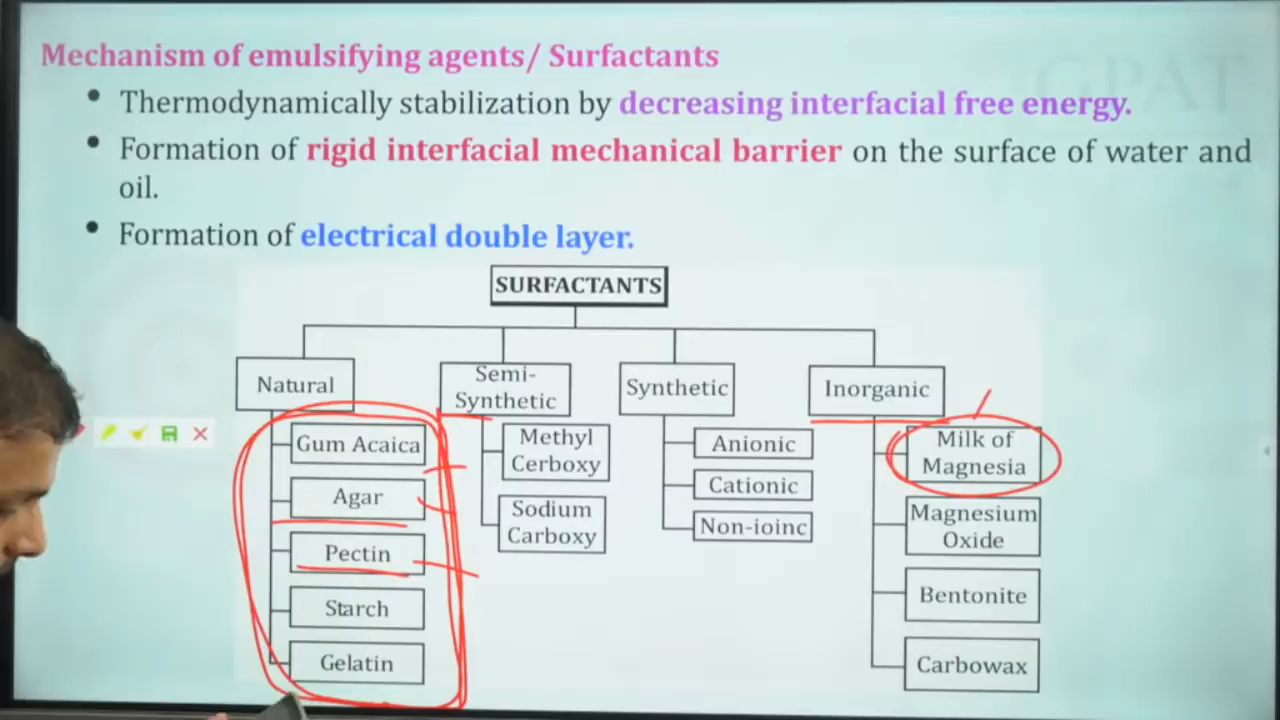 Mechanism of emulsifying agents/ Surfactants
• Thermodynamically stabilization by decreasing interfacial free energy.
• Formation of rigid interfacial mechanical barrier on the surface of water and
oil.
• Formation of electrical double layer.
GPAT
SURFACTANTS
Natural
Gum Acaica
Agar
Pectin
Starch
Gelatin
Semi-
Synthetic
Methyl
Cerboxy
Sodium
Carboxy
Synthetic
Anionic
Cationic
Non-ioinc
Inorganic
Milk of
Magnesia
Magnesium
Oxide
Bentonite
Carbowax